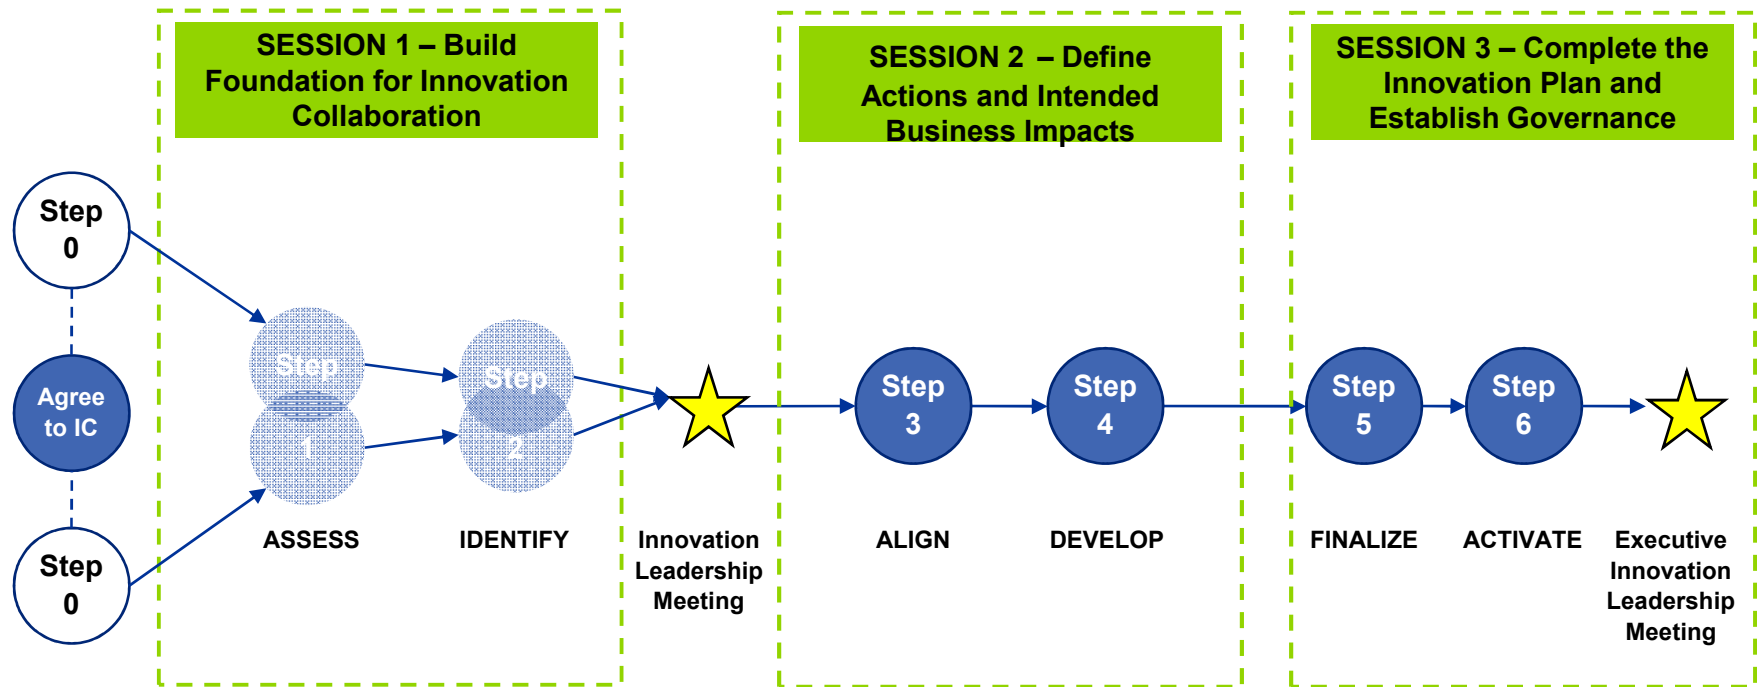 SESSION 1 – Build
Foundation for Innovation
Collaboration
SESSION 2 – Define
Actions and Intended
Business Impacts
SESSION 3 – Complete the
Innovation Plan and
Establish Governance
Step
0
Agree
to IC
Step
0
Step
1
Step
2
Step
3
Step
4
Step
5
Step
6
ASSESS
IDENTIFY
Innovation
Leadership
Meeting
ALIGN
DEVELOP
FINALIZE
ACTIVATE
Executive
Innovation
Leadership
Meeting